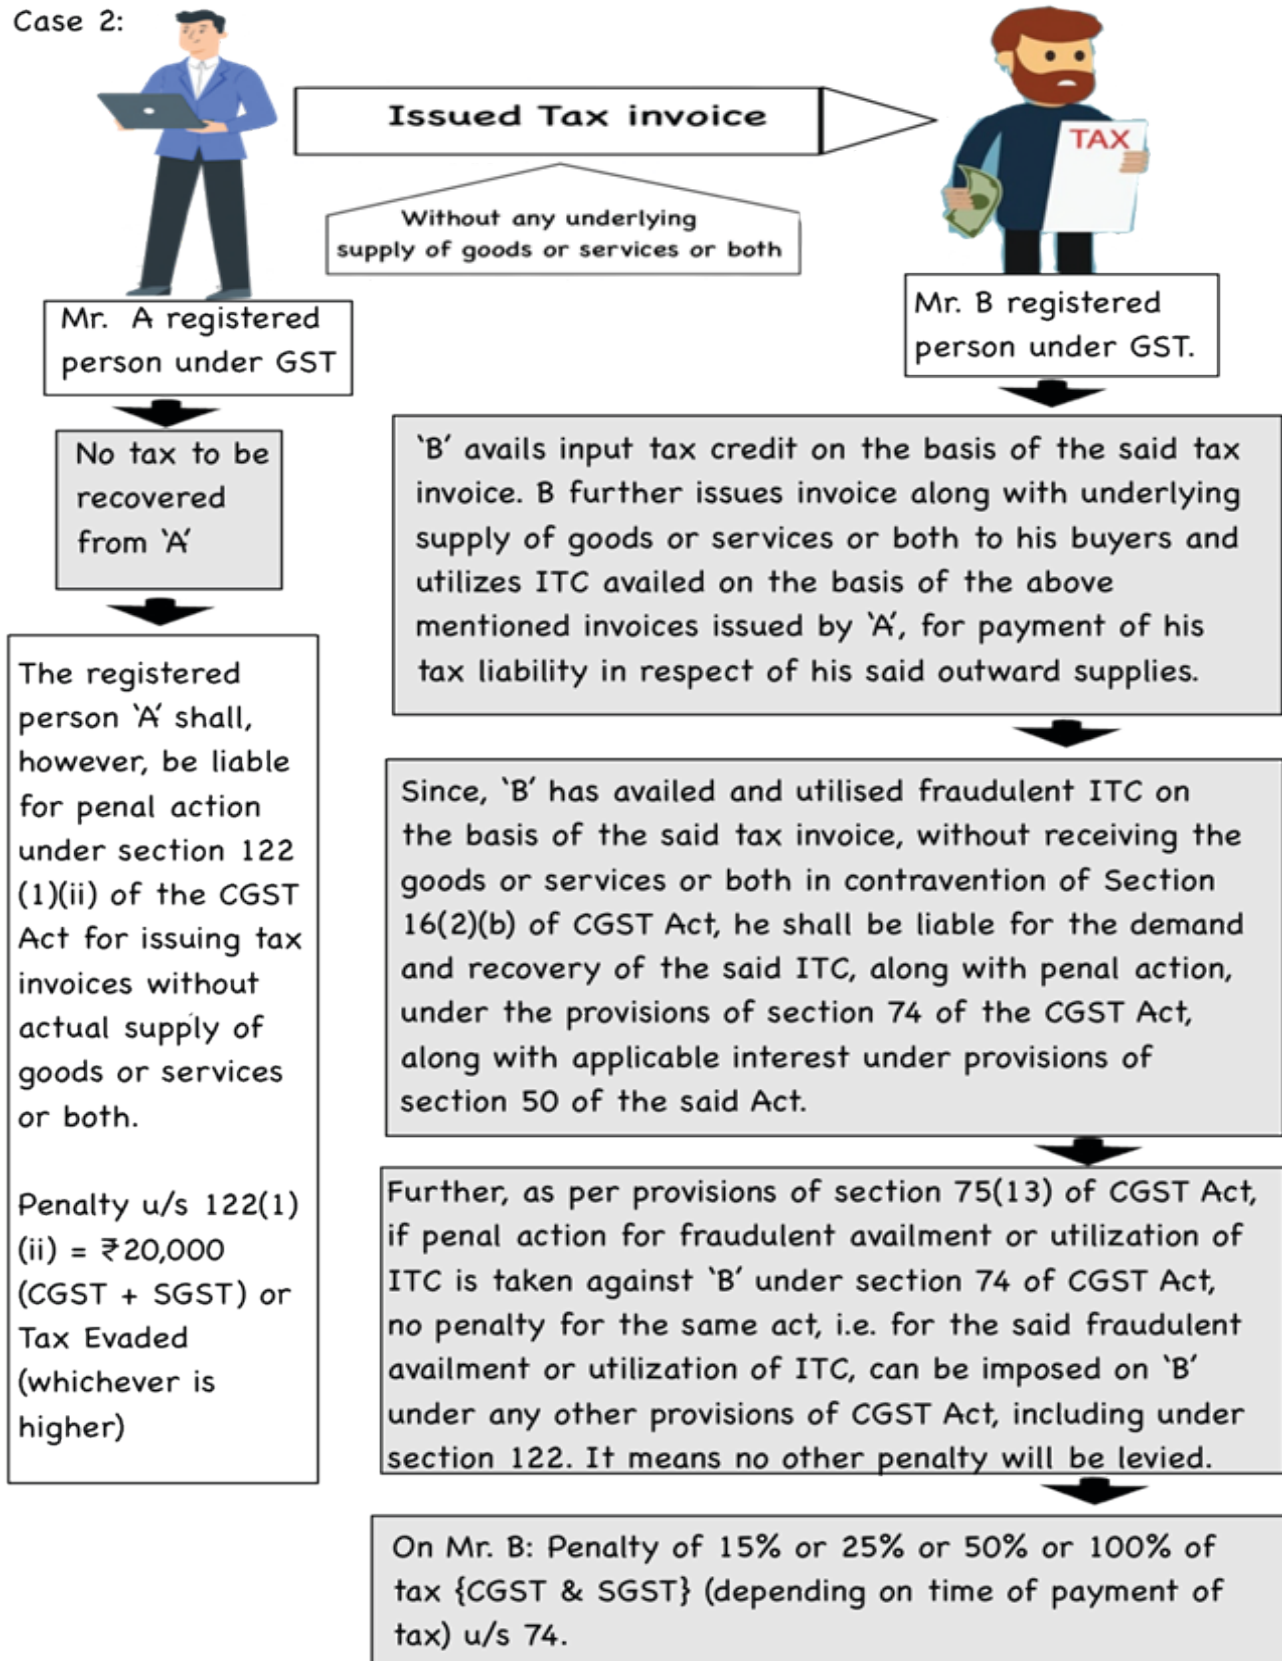 Case 2:
Issued Tax invoice
TAX
Without any underlying
supply of goods or services or both
Mr. A registered
person under GST
Mr. B registered
person under GST.
No tax to be
recovered
from ‘A’
The registered
person ‘A’ shall,
however, be liable
for penal action
under section 122
(1)(ii) of the CGST
Act for issuing tax
invoices without
actual supply of
goods or services
or both.
Penalty u/s 122(1)
(ii) = ₹20,000
(CGST + SGST) or
Tax Evaded
(whichever is
higher)
‘B’ avails input tax credit on the basis of the said tax
invoice. B further issues invoice along with underlying
supply of goods or services or both to his buyers and
utilizes ITC availed on the basis of the above
mentioned invoices issued by ‘A’, for payment of his
tax liability in respect of his said outward supplies.
Since, ‘B’ has availed and utilised fraudulent ITC on
the basis of the said tax invoice, without receiving the
goods or services or both in contravention of Section
16(2)(b) of CGST Act, he shall be liable for the demand
and recovery of the said ITC, along with penal action,
under the provisions of section 74 of the CGST Act,
along with applicable interest under provisions of
section 50 of the said Act.
Further, as per provisions of section 75(13) of CGST Act,
if penal action for fraudulent availment or utilization of
ITC is taken against ‘B’ under section 74 of CGST Act,
no penalty for the same act, i.e. for the said fraudulent
availment or utilization of ITC, can be imposed on ‘B’
under any other provisions of CGST Act, including under
section 122. It means no other penalty will be levied.
On Mr. B: Penalty of 15% or 25% or 50% or 100% of
tax {CGST & SGST} (depending on time of payment of
tax) u/s 74.